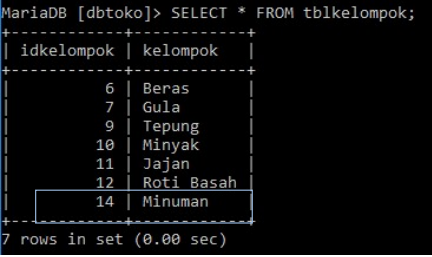 MariaDB [dbtoko]> SELECT * FROM tblkelompok;
+------------+------------+
| idkelompok | kelompok   |
+------------+------------+
|          6 | Beras      |
|          7 | Gula       |
|          9 | Tepung     |
|         10 | Minyak     |
|         11 | Jajan      |
|         12 | Roti Basah |
|         14 | Minuman    |
+------------+------------+
7 rows in set (0.00 sec)